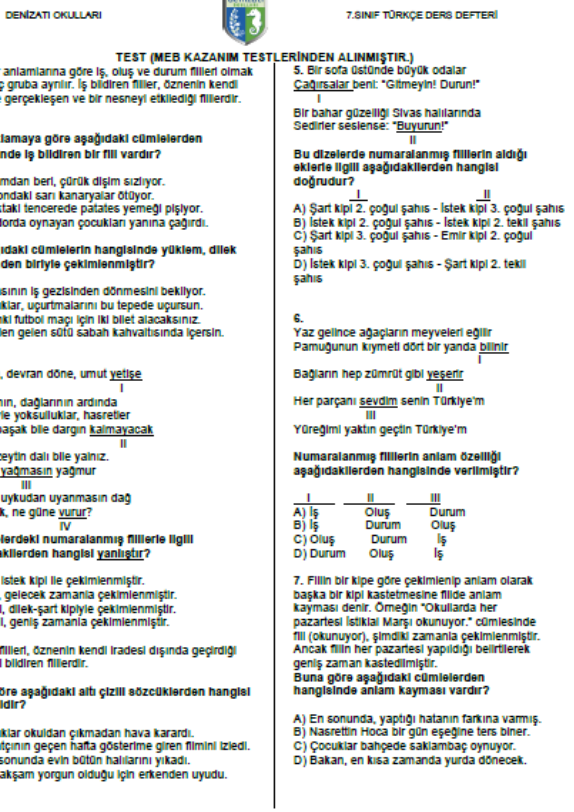 DENİZATI OKULLARI
7.SINIF TÜRKÇE DERS DEFTERİ
TEST (MEB KAZANIM TESTLERİNDEN ALINMIŞTIR.)
anlamlarına göre iş, oluş ve durum fiileri olmak
gruba ayrılır. İş bildiren filler, öznenin kendi
gerçekleşen ve bir nesneyi etkilediği fiillerdir.
lamaya göre aşağıdaki cümlelerden
nde iş bildiren bir fiil vardır?
mdan beri, çürük dişim sızlıyor.
ondaki sarı kanaryalar ötüyor.
ktaki tencerede patates yemeği pişiyor.
lorda oynayan çocukları yanına çağırdı.
ıdaki cümlelerin hangisinde yüklem, dilek
den biriyle çekimlenmiştir?
sının iş gezisinden dönmesini bekliyor.
klar, uçurtmalarını bu tepede uçursun.
nki futbol maçı için iki bilet alacaksınız.
en gelen sütü sabah kahvaltısında içersin.
, devran döne, umut yetişe
I
nın, dağlarının ardında
le yoksulluklar, hasretler
başak bile dargın kalmayacak
II
zeytin dalı bile yalnız.
yağmasın yağmur
III
uykudan uyanmasın dağ
k, ne güne vurur?
IV
lerdeki numaralanmış fiillerle ilgili
akilerden hangisi yanlıştır?
istek kipi ile çekimlenmiştir.
, gelecek zamanla çekimlenmiştir.
i, dilek-şart kipiyle çekimlenmiştir.
i, geniş zamanla çekimlenmiştir.
fiilleri, öznenin kendi iradesi dışında geçirdiği
i bildiren fiillerdir.
öre aşağıdaki altı çizili sözcüklerden hangisi
idir?
klar okuldan çıkmadan hava karardı.
tçının geçen hafta gösterime giren filmini izledi.
sonunda evin bütün halılarını yıkadı.
akşam yorgun olduğu için erkenden uyudu.
5. Bir sofa üstünde büyük odalar
Çağırsalar beni: "Gitmeyin! Durun!"
I
Bir bahar güzelliği Sivas halılarında
Sedirler seslense: "Buyurun!"
II
Bu dizelerde numaralanmış fiillerin aldığı
eklerle ilgili aşağıdakilerden hangisi
doğrudur?
I II
A) Şart kipi 2. çoğul şahıs - İstek kipi 3. çoğul şahıs
B) İstek kipi 2. çoğul şahıs - İstek kipi 2. tekil şahıs
C) Şart kipi 3. çoğul şahıs - Emir kipi 2. çoğul
şahıs
D) İstek kipi 3. çoğul şahıs - Şart kipi 2. tekil
şahıs
6.
Yaz gelince ağaçların meyveleri eğilir
Pamuğunun kıymeti dört bir yanda bilinir
I
Bağların hep zümrüt gibi yeşerir
II
Her parçanı sevdim senin Türkiye'm
III
Yüreğimi yaktın geçtin Türkiye'm
Numaralanmış fiillerin anlam özelliği
aşağıdakilerden hangisinde verilmiştir?
I II III
A) İş Oluş Durum
B) İş Durum Oluş
C) Oluş Durum İş
D) Durum Oluş İş
7. Fiilin bir kipe göre çekimlenip anlam olarak
başka bir kipi kastetmesine fiilde anlam
kayması denir. Örneğin "Okullarda her
pazartesi İstiklal Marşı okunuyor." cümlesinde
fiil (okunuyor), şimdiki zamanla çekimlenmiştir.
Ancak fiilin her pazartesi yapıldığı belirtilerek
geniş zaman kastedilmiştir.
Buna göre aşağıdaki cümlelerden
hangisinde anlam kayması vardır?
A) En sonunda, yaptığı hatanın farkına varmış.
B) Nasrettin Hoca bir gün eşeğine ters biner.
C) Çocuklar bahçede saklambaç oynuyor.
D) Bakan, en kısa zamanda yurda dönecek.